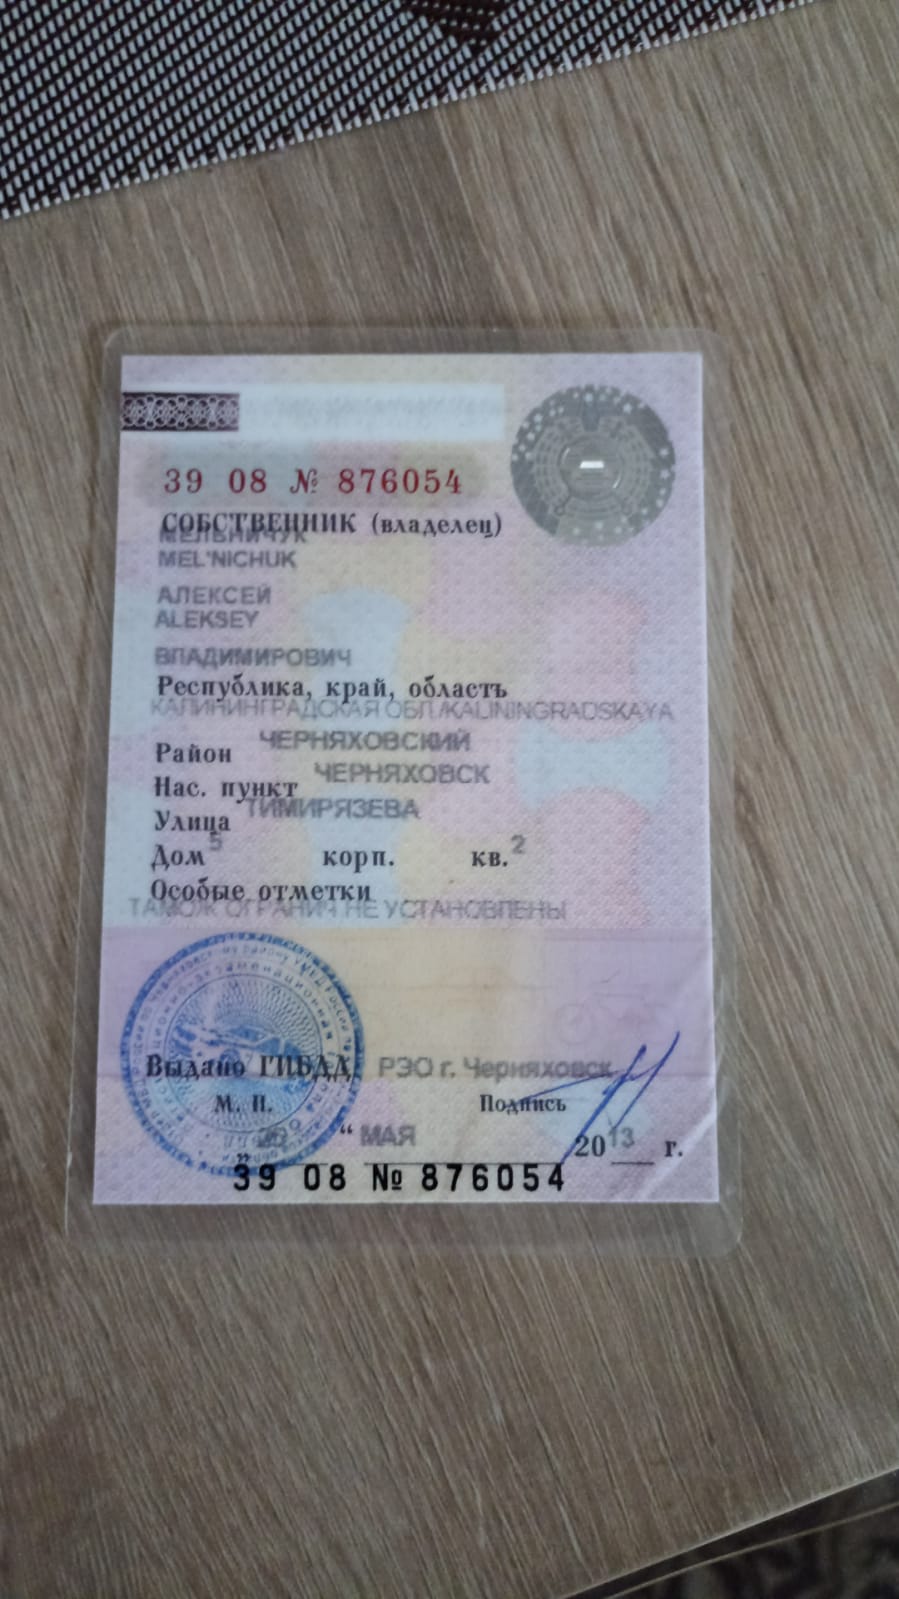 39 08 № 876054
СОБСТВЕННИК (владелец)
МЕЛЬНИЧУК
MEL'NICHUK
АЛЕКСЕЙ
ALEKSEY
ВЛАДИМИРОВИЧ
Республика, край, область
КАЛИНИНГРАДСКАЯ ОБЛ./KALININGRADSKAYA
Район ЧЕРНЯХОВСКИЙ
Нас. пункт ЧЕРНЯХОВСК
Улица ТИМИРЯЗЕВА
Дом 5 корп. кв. 2
Особые отметки
ТАМОЖ ОГРАНИЧ НЕ УСТАНОВЛЕНЫ
Выдано ГИБДД РЭО г. Черняховск
М. П. Подпись
„ “ МАЯ 2013 г.
39 08 № 876054